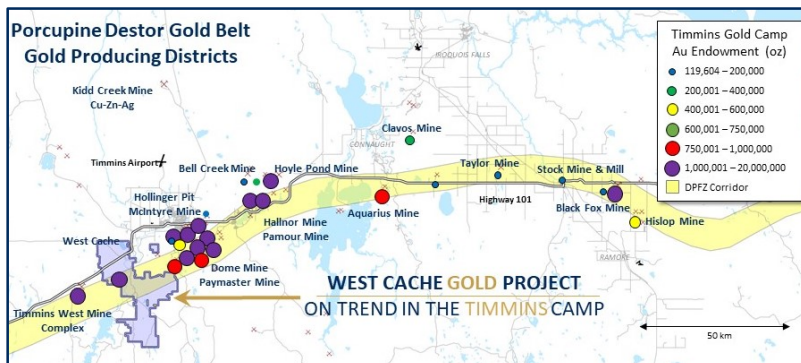 Porcupine Destor Gold Belt
Gold Producing Districts
Kidd Creek Mine
Cu-Zn-Ag
Timmins Airport
Bell Creek Mine
Hoyle Pond Mine
Hollinger Pit
McIntyre Mine
West Cache
Hallnor Mine
Pamour Mine
Dome Mine
Paymaster Mine
Timmins West Mine
Complex
IROQUOIS FALLS
Clavos Mine
CONNAUGHT
Aquarius Mine
Taylor Mine
Highway 101
Stock Mine & Mill
Black Fox Mine
Hislop Mine
RAMORE
WEST CACHE GOLD PROJECT
ON TREND IN THE TIMMINS CAMP
Timmins Gold Camp
Au Endowment (oz)
119,604 – 200,000
200,001 – 400,000
400,001 – 600,000
600,001 – 750,000
750,001 – 1,000,000
1,000,001 – 20,000,000
DPFZ Corridor
50 km